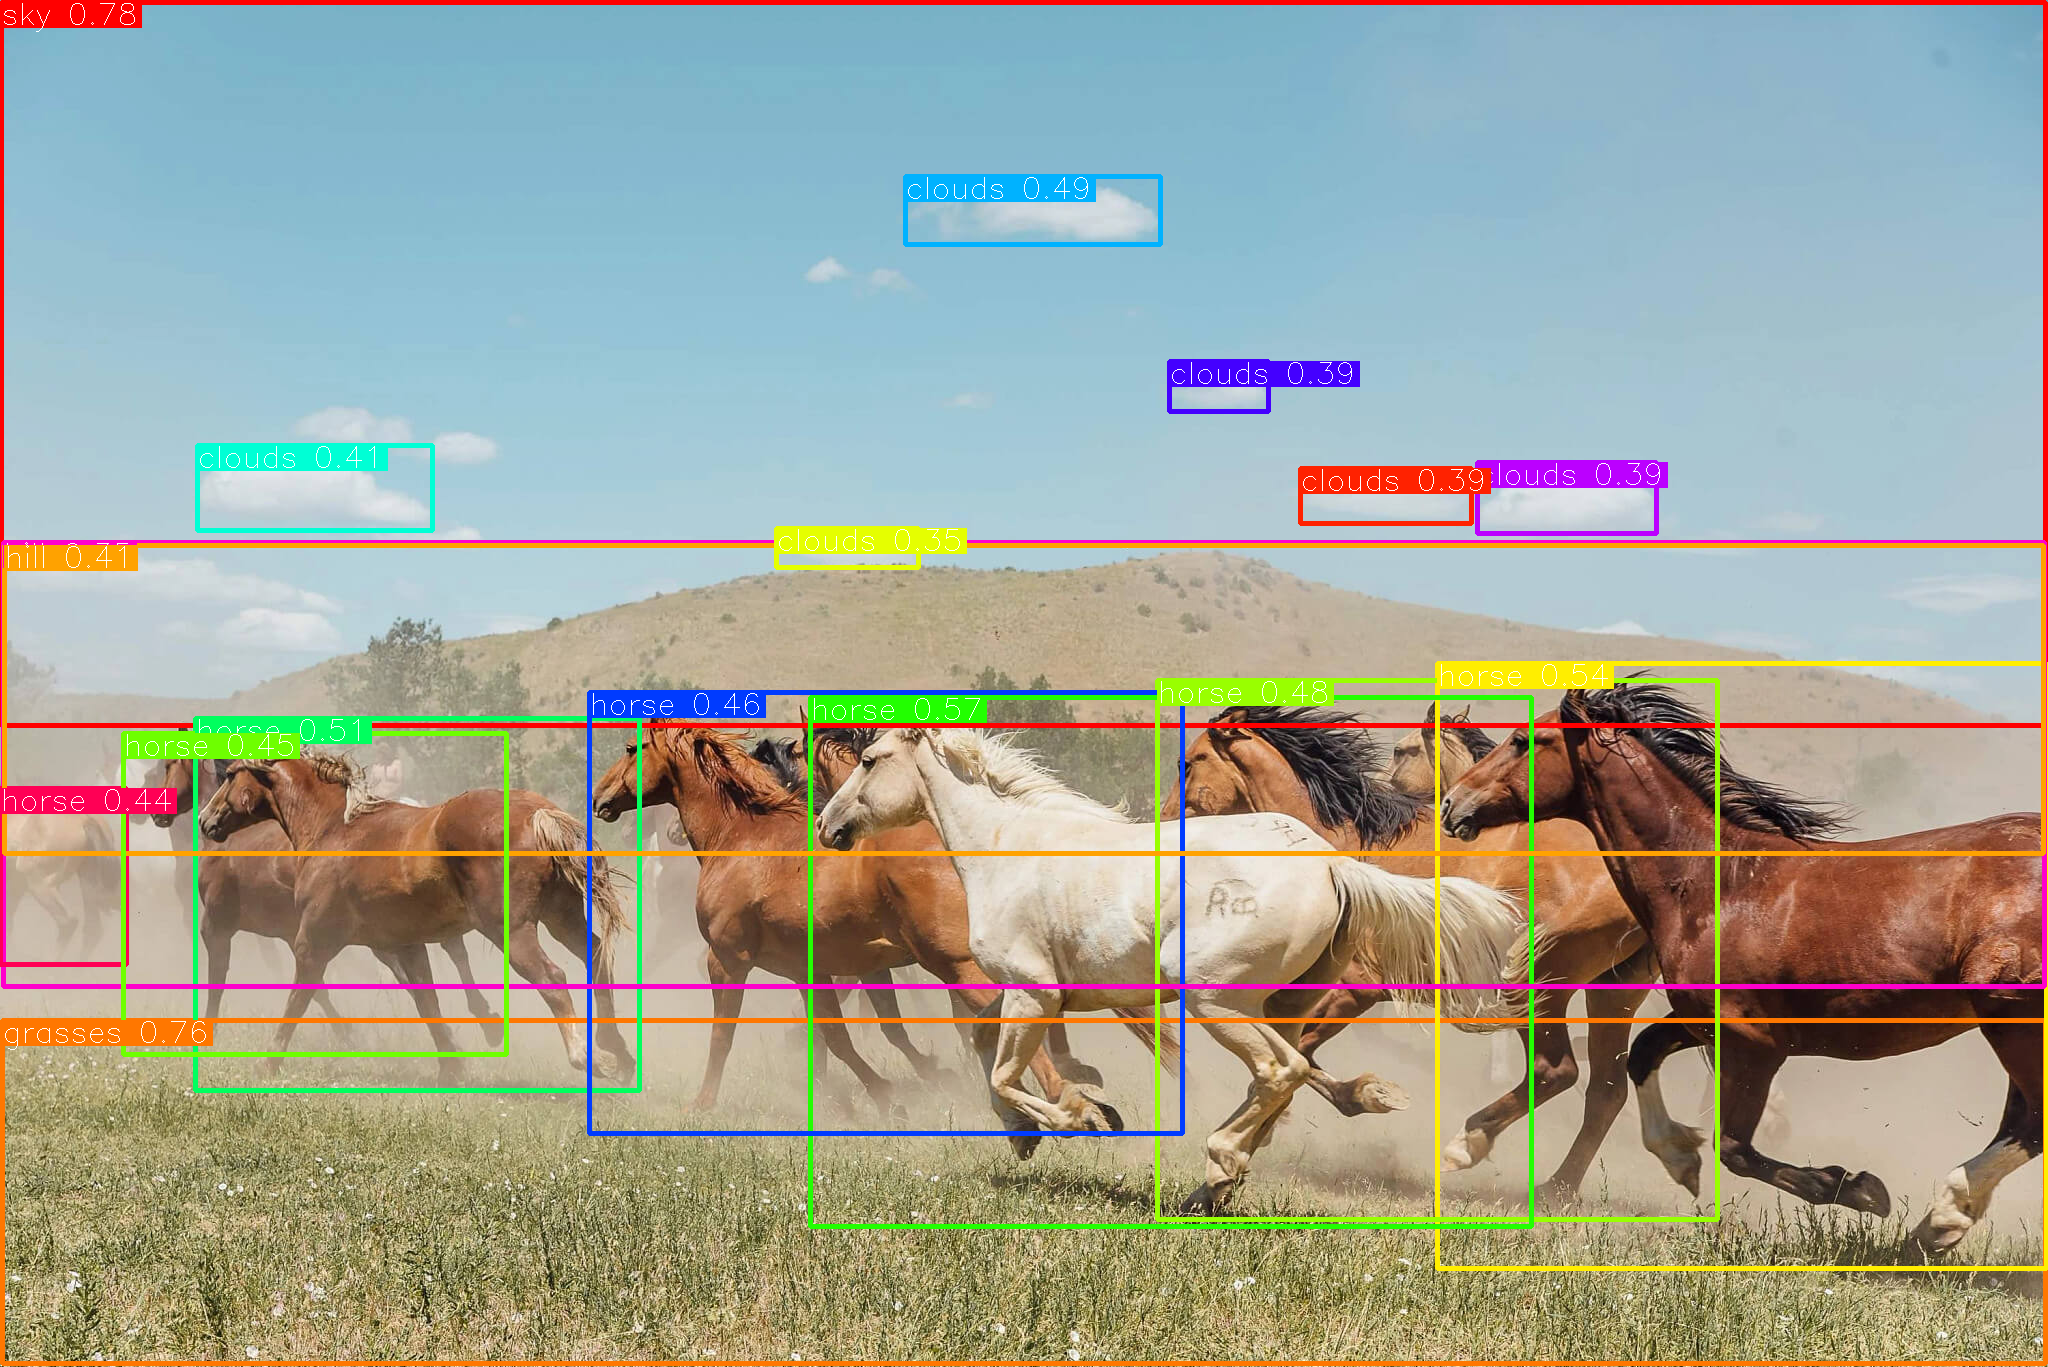 sky 0.78
clouds 0.49
clouds 0.39
clouds 0.41
clouds 0.39
clouds 0.39
clouds 0.35
hill 0.41
horse 0.54
horse 0.48
horse 0.46
horse 0.57
horse 0.51
horse 0.45
horse 0.44
grasses 0.76